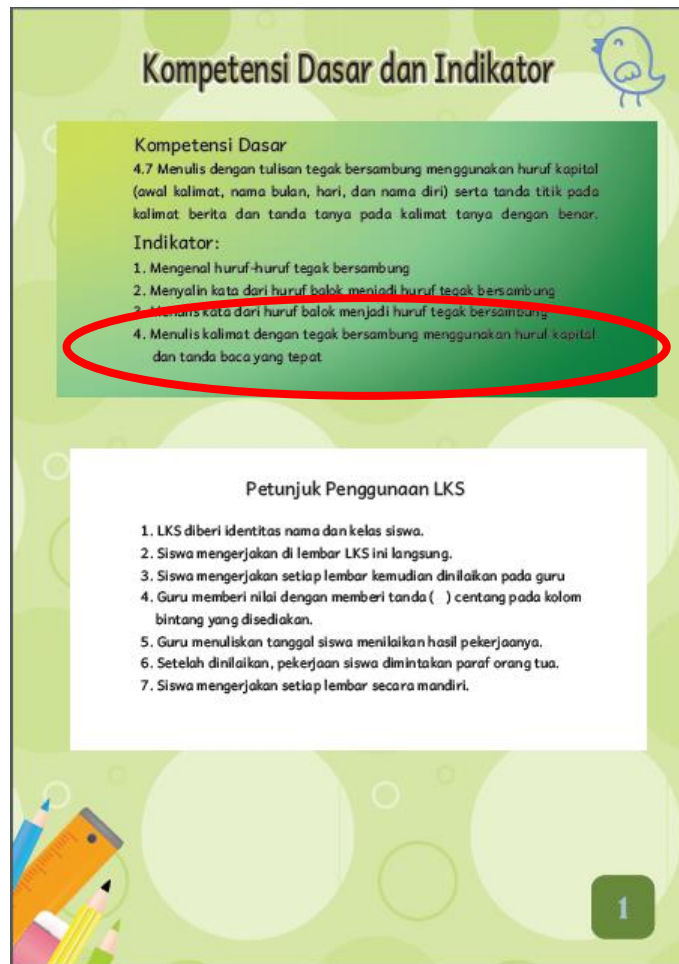 Kompetensi Dasar dan Indikator
Kompetensi Dasar
4.7 Menulis dengan tulisan tegak bersambung menggunakan huruf kapital
(awal kalimat, nama bulan, hari, dan nama diri) serta tanda titik pada
kalimat berita dan tanda tanya pada kalimat tanya dengan benar.
Indikator:
1. Mengenal huruf-huruf tegak bersambung
2. Menyalin kata dari huruf balok menjadi huruf tegak bersambung
3. Menulis kata dari huruf balok menjadi huruf tegak bersambung
4. Menulis kalimat dengan tegak bersambung menggunakan huruf kapital
dan tanda baca yang tepat
Petunjuk Penggunaan LKS
1. LKS diberi identitas nama dan kelas siswa.
2. Siswa mengerjakan di lembar LKS ini langsung.
3. Siswa mengerjakan setiap lembar kemudian dinilaikan pada guru
4. Guru memberi nilai dengan memberi tanda ( ) centang pada kolom
bintang yang disediakan.
5. Guru menuliskan tanggal siswa menilaikan hasil pekerjaanya.
6. Setelah dinilaikan, pekerjaan siswa dimintakan paraf orang tua.
7. Siswa mengerjakan setiap lembar secara mandiri.
1